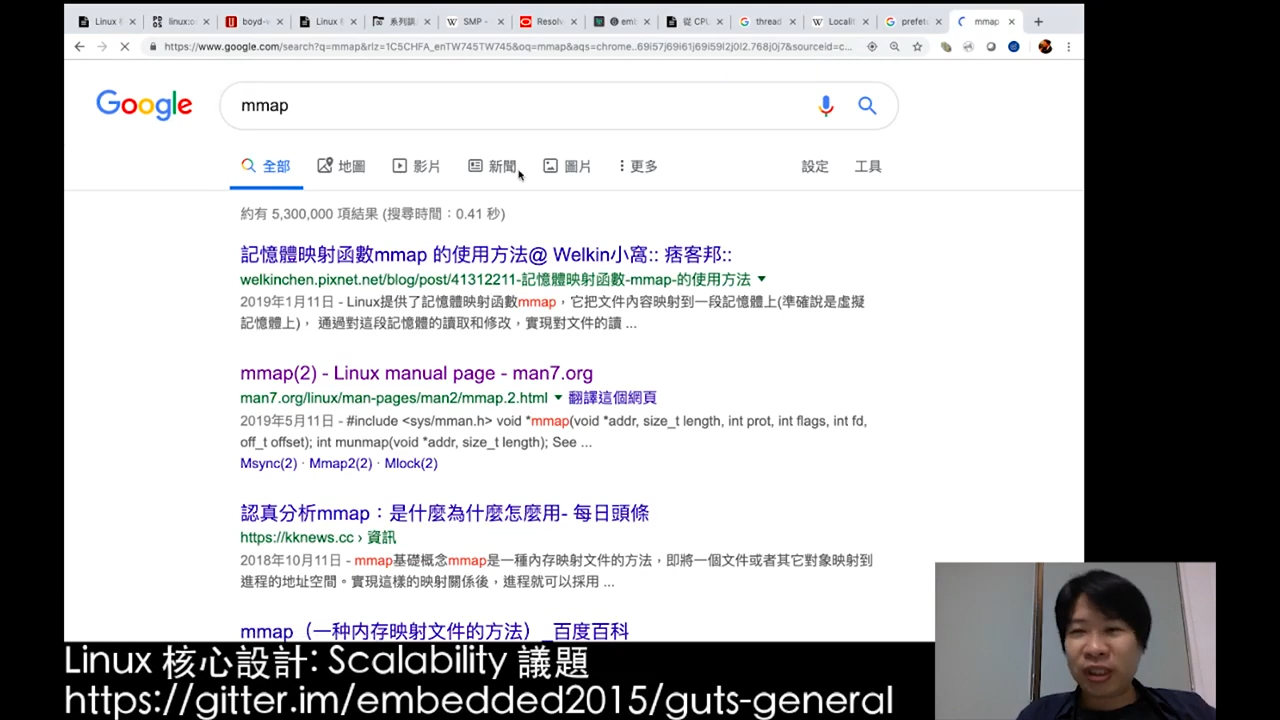 Linux 
linux:
boyd-
Linux 
系列
SMP -
Resol
em
從 CPU
thread
Locali
prefet
mmap
https://www.google.com/search?q=mmap&rlz=1C5CHFA_enTW745TW745&oq=mmap&aqs=chrome..69i57j69i61j69i59l2j0l2.768j0j7&sourceid=c...
Google
mmap
全部 地圖 影片 新聞 圖片 更多 設定 工具
約有 5,300,000 項結果 (搜尋時間：0.41 秒)
記憶體映射函數mmap 的使用方法@ Welkin小窩:: 痞客邦::
welkinchen.pixnet.net/blog/post/41312211-記憶體映射函數-mmap-的使用方法
2019年1月11日 - Linux提供了記憶體映射函數mmap，它把文件內容映射到一段記憶體上(準確說是虛擬
記憶體上)， 通過對這段記憶體的讀取和修改，實現對文件的讀 ...
mmap(2) - Linux manual page - man7.org
man7.org/linux/man-pages/man2/mmap.2.html 翻譯這個網頁
2019年5月11日 - #include <sys/mman.h> void *mmap(void *addr, size_t length, int prot, int flags, int fd,
off_t offset); int munmap(void *addr, size_t length); See ...
Msync(2) · Mmap2(2) · Mlock(2)
認真分析mmap：是什麼為什麼怎麼用- 每日頭條
https://kknews.cc › 資訊
2018年10月11日 - mmap基礎概念mmap是一種內存映射文件的方法，即將一個文件或者其它對象映射到
進程的地址空間。實現這樣的映射關係後，進程就可以採用 ...
mmap（一种内存映射文件的方法）_百度百科
Linux 核心設計: Scalability 議題
https://gitter.im/embedded2015/guts-general